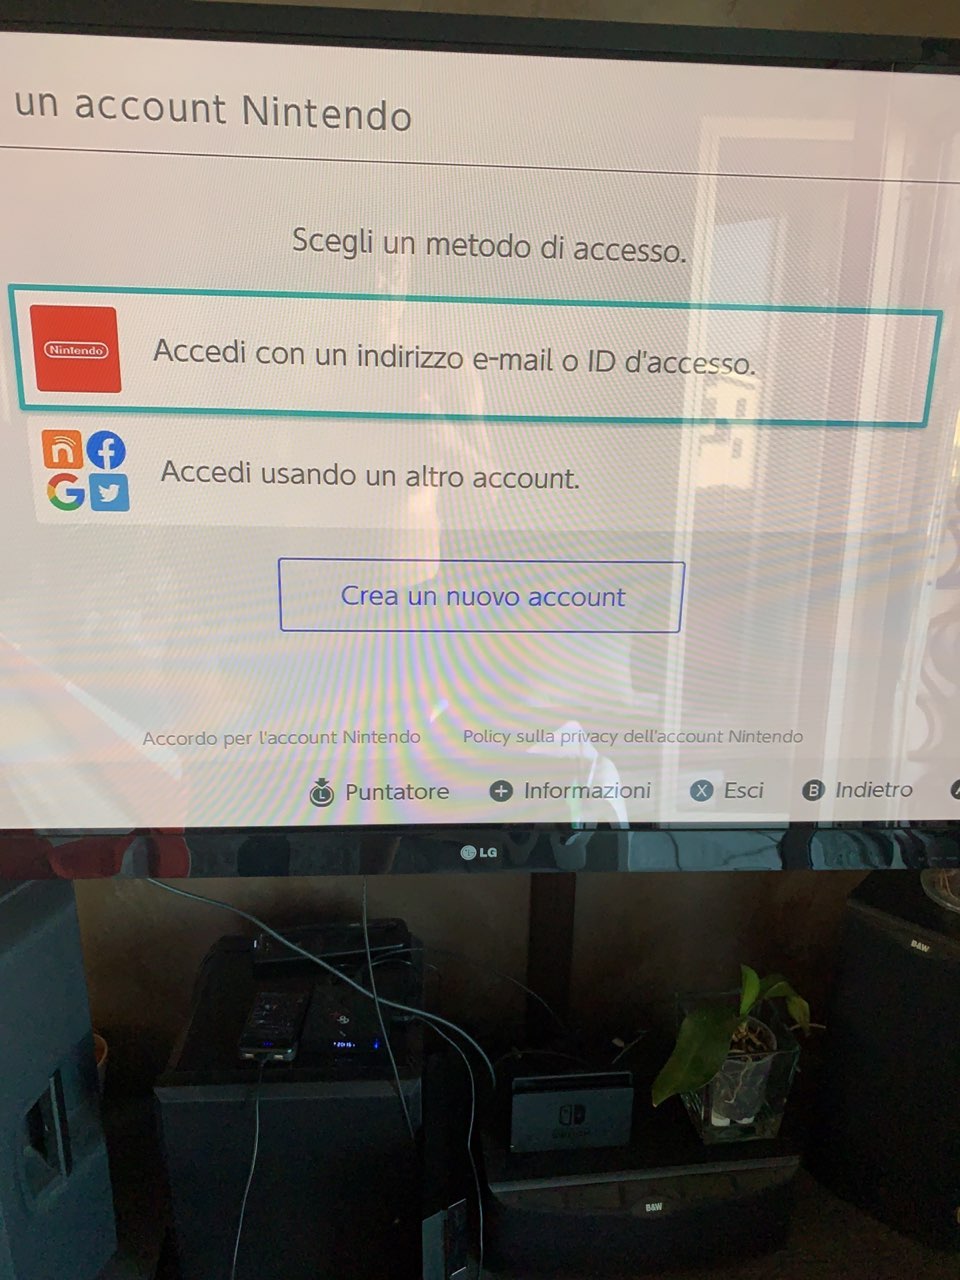 un account Nintendo
Scegli un metodo di accesso.
Nintendo
Accedi con un indirizzo e-mail o ID d'accesso.
Accedi usando un altro account.
Crea un nuovo account
Accordo per l'account Nintendo
Policy sulla privacy dell'account Nintendo
L Puntatore
+ Informazioni
X Esci
B Indietro
LG
B&W
B&W